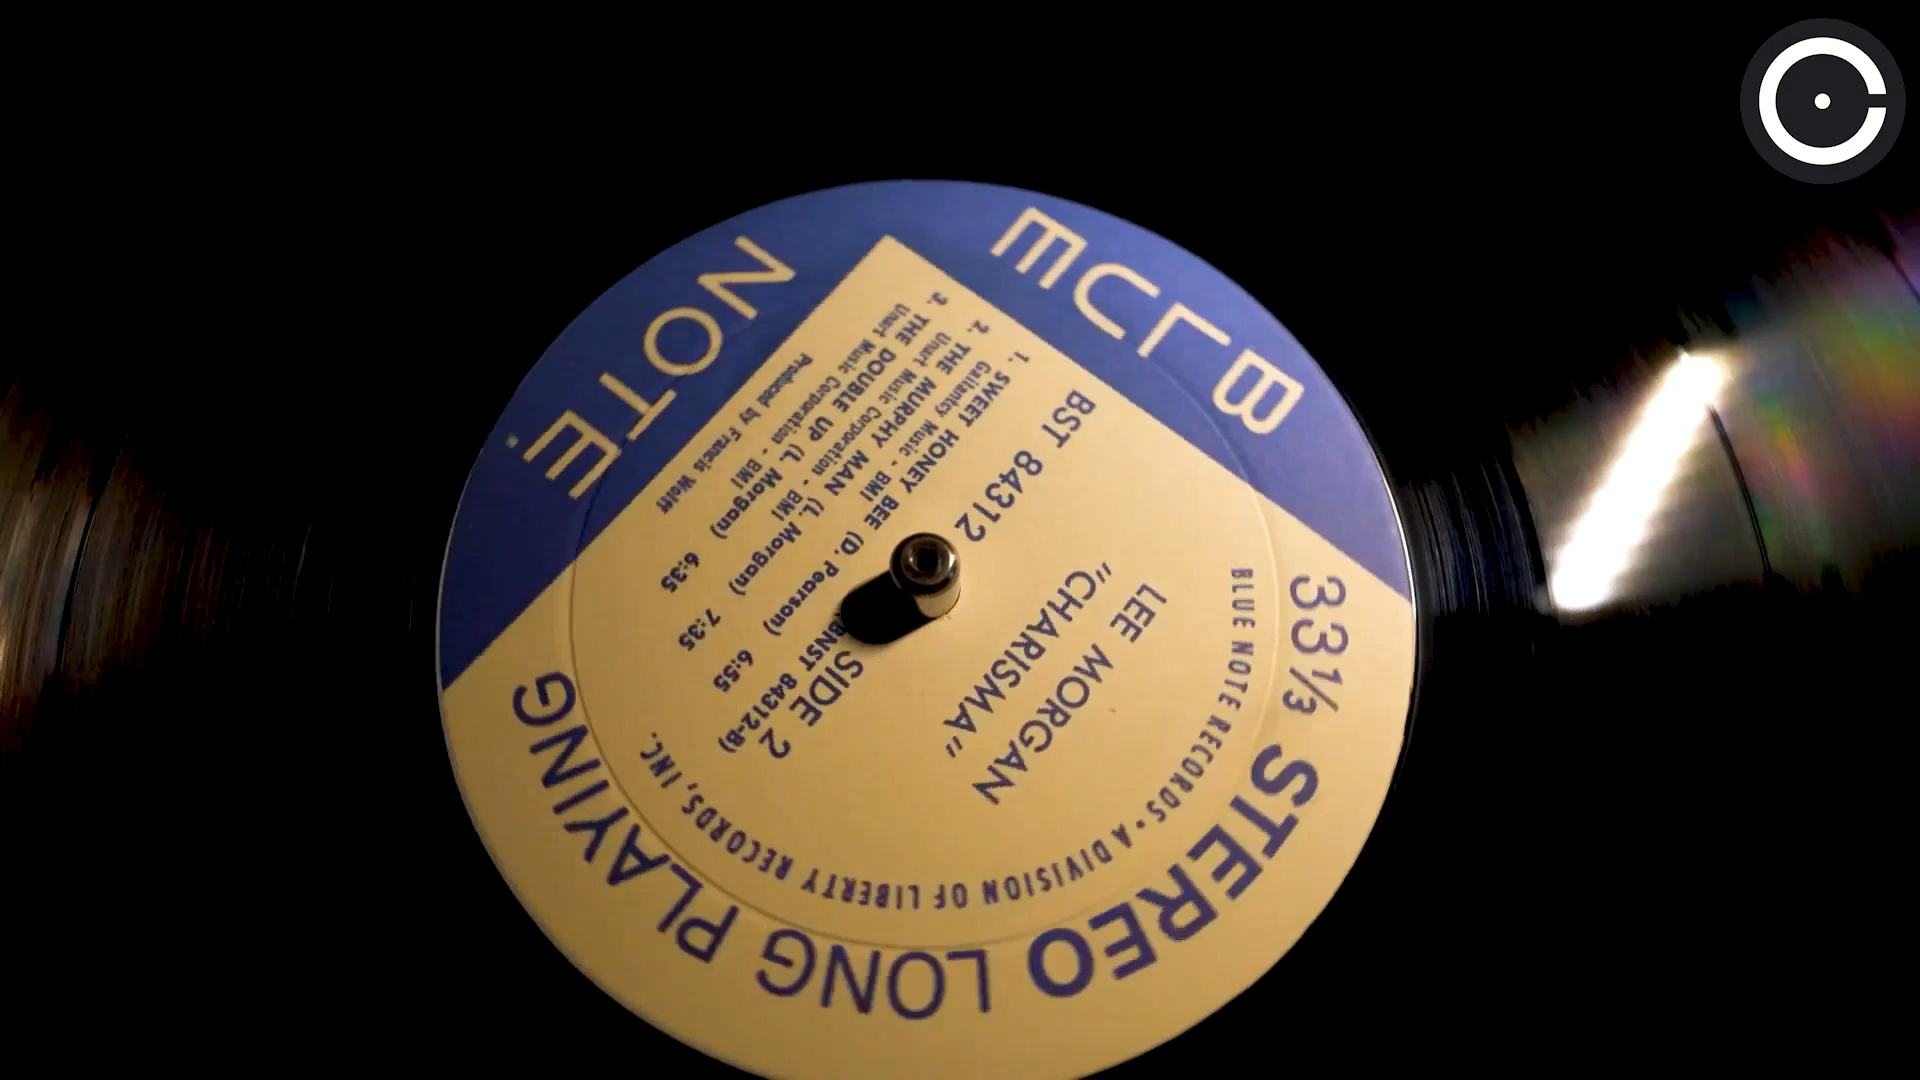 BLUE NOTE
BST 84312
LEE MORGAN
"CHARISMA"
SIDE 2
(BNST 84312-B)
1. SWEET HONEY BEE (D. Pearson) 6:55
Gailantcy Music - BMI
2. THE MURPHY MAN (L. Morgan) 7:35
Unart Music Corporation - BMI
3. THE DOUBLE UP (L. Morgan) 6:35
Unart Music Corporation - BMI
Produced by Francis Wolff
BLUE NOTE RECORDS • A DIVISION OF LIBERTY RECORDS, INC.
33⅓ STEREO LONG PLAYING